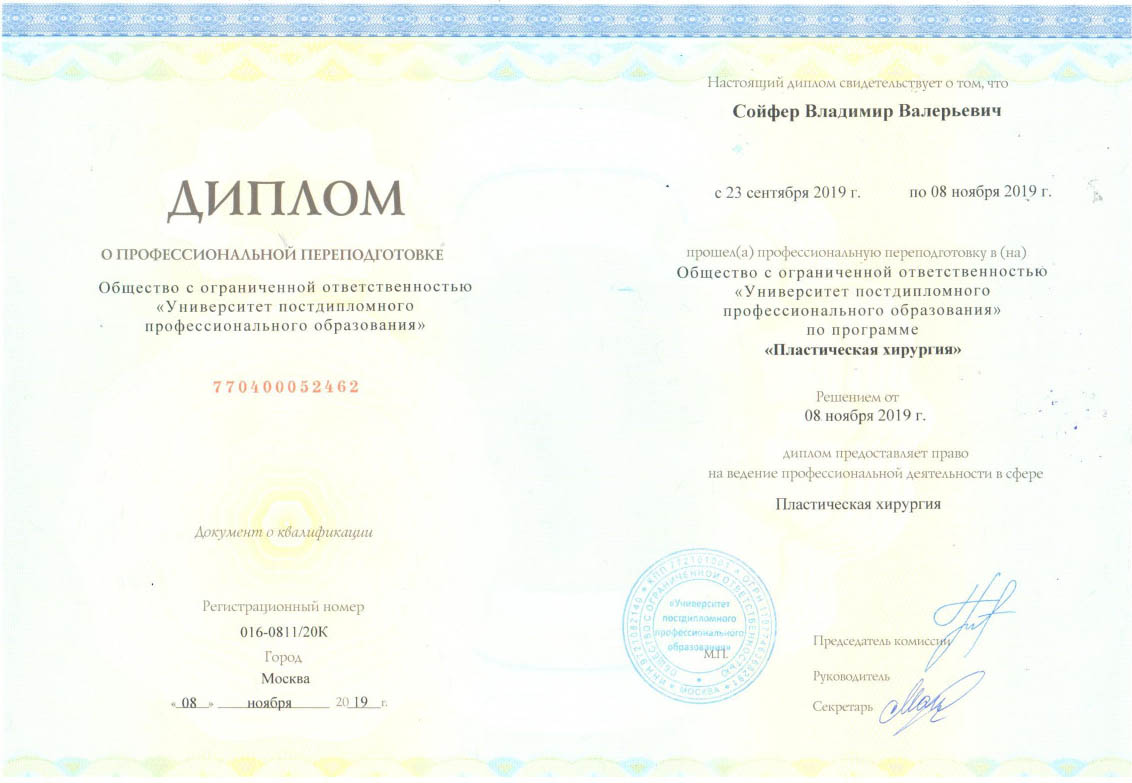 ДИПЛОМ
О ПРОФЕССИОНАЛЬНОЙ ПЕРЕПОДГОТОВКЕ
Общество с ограниченной ответственностью
«Университет постдипломного
профессионального образования»
770400052462
Документ о квалификации
Регистрационный номер
016-0811/20К
Город
Москва
« 08 » ноября 2019 г.
Настоящий диплом свидетельствует о том, что
Сойфер Владимир Валерьевич
с 23 сентября 2019 г. по 08 ноября 2019 г.
прошел(а) профессиональную переподготовку в (на)
Общество с ограниченной ответственностью
«Университет постдипломного
профессионального образования»
по программе
«Пластическая хирургия»
Решением от
08 ноября 2019 г.
диплом предоставляет право
на ведение профессиональной деятельности в сфере
Пластическая хирургия
ОБЩЕСТВО С ОГРАНИЧЕННОЙ ОТВЕТСТВЕННОСТЬЮ
МОСКВА
«Университет
постдипломного
профессионального
образования»
М.П.
Председатель комиссии
Руководитель
Секретарь